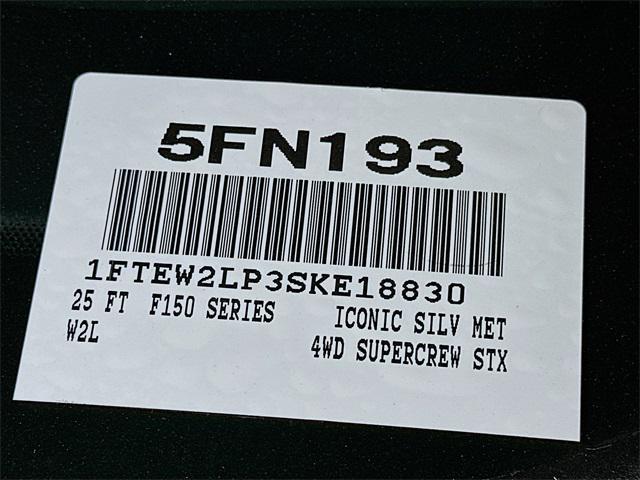 5FN193
1FTEW2LP3SKE18830
25 FT F150 SERIES ICONIC SILV MET
W2L 4WD SUPERCREW STX